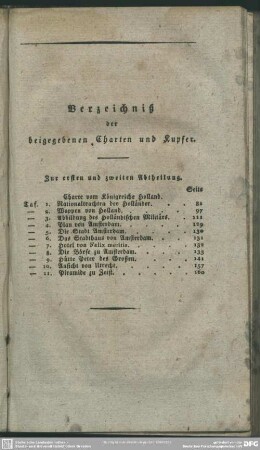 Verzeichniß
der
beigegebenen Charten und Kupfer.
Zur ersten und zweiten Abtheilung.
Seite
Charte vom Königreiche Holland.
Taf. 1. Nationaltrachten der Holländer. . . 82
— 2. Wappen von Holland. . . . 97
— 3. Abbildung des Holländischen Militärs. . 112
— 4. Plan von Amsterdam. . . . 129
— 5. Die Stadt Amsterdam. . . . 130
— 6. Das Stadthaus von Amsterdam. . . 131
— 7. Hotel von Felix meritis. . . . 132
— 8. Die Börse zu Amsterdam. . . . 133
— 9. Hütte Peter des Großen. . . . 141
— 10. Ansicht von Utrecht. . . . 157
— 11. Piramide zu Zeist. . . . 160